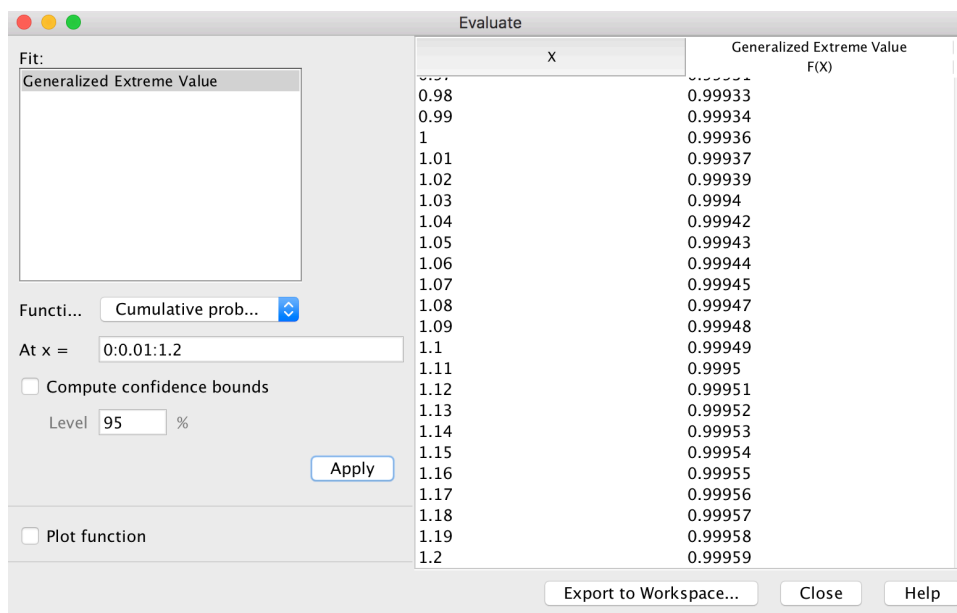 Evaluate
Fit:
Generalized Extreme Value
Functi...
Cumulative prob...
At x =
0:0.01:1.2
Compute confidence bounds
Level 95 %
Apply
Plot function
X Generalized Extreme Value
F(X)
0.98 0.99933
0.99 0.99934
1 0.99936
1.01 0.99937
1.02 0.99939
1.03 0.9994
1.04 0.99942
1.05 0.99943
1.06 0.99944
1.07 0.99945
1.08 0.99947
1.09 0.99948
1.1 0.99949
1.11 0.9995
1.12 0.99951
1.13 0.99952
1.14 0.99953
1.15 0.99954
1.16 0.99955
1.17 0.99956
1.18 0.99957
1.19 0.99958
1.2 0.99959
Export to Workspace... Close Help